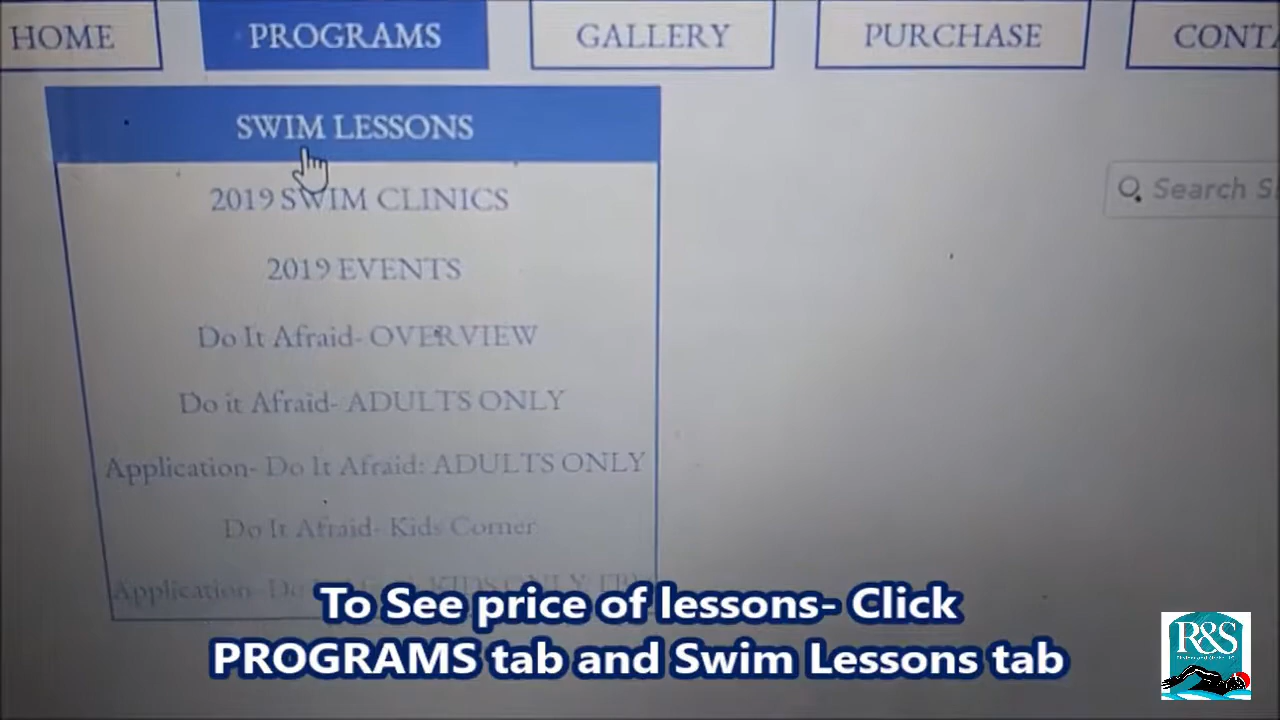 HOME
PROGRAMS
GALLERY
PURCHASE
CONTA
SWIM LESSONS
Search S
2019 SWIM CLINICS
2019 EVENTS
Do It Afraid- OVERVIEW
Do it Afraid- ADULTS ONLY
Application- Do It Afraid: ADULTS ONLY
Do It Afraid- Kids Corner
Application- Do
To See price of lessons- Click
PROGRAMS tab and Swim Lessons tab
R&S